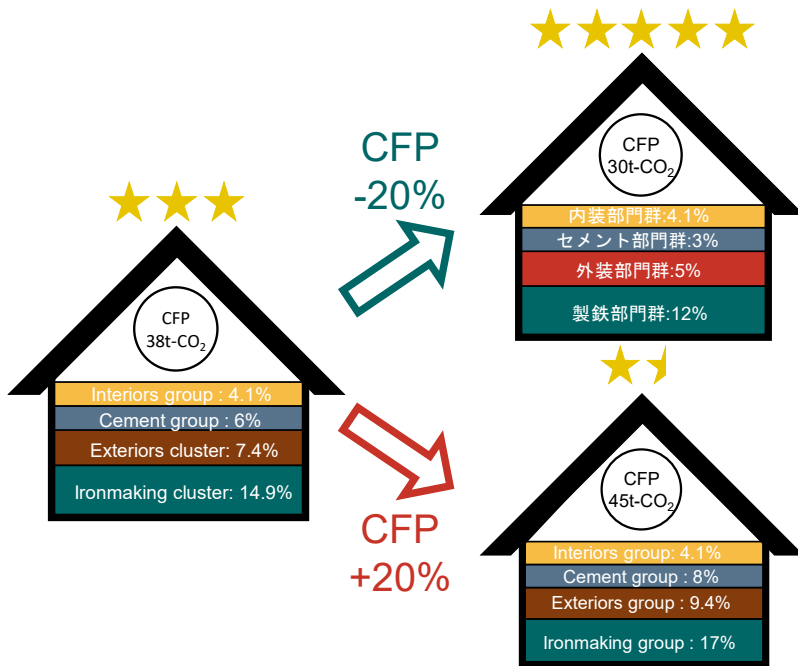 CFP
38t-CO₂
Interiors group : 4.1%
Cement group : 6%
Exteriors cluster: 7.4%
Ironmaking cluster: 14.9%
CFP
-20%
CFP
+20%
CFP
30t-CO₂
内装部門群:4.1%
セメント部門群:3%
外装部門群:5%
製鉄部門群:12%
CFP
45t-CO₂
Interiors group: 4.1%
Cement group : 8%
Exteriors group : 9.4%
Ironmaking group : 17%